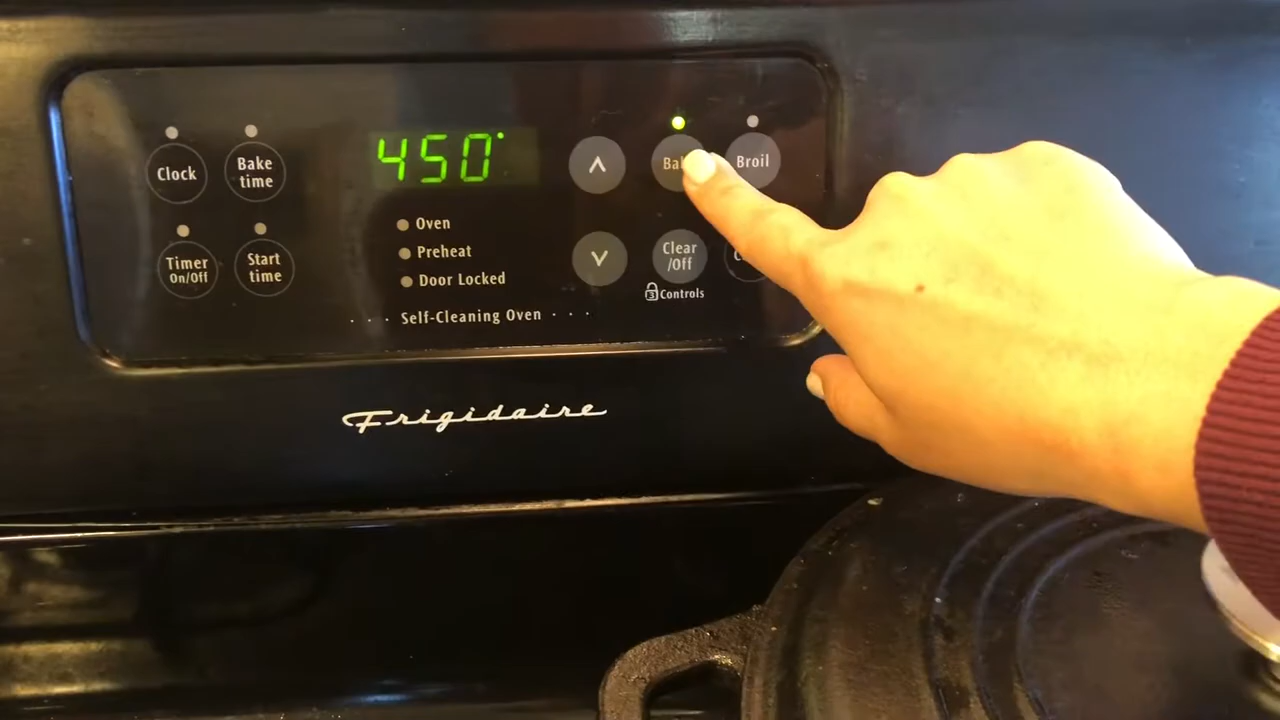 Clock
Bake
time
450°
Broil
Timer
On/Off
Start
time
Oven
Preheat
Door Locked
Clear
/Off
Controls
Self-Cleaning Oven
Frigidaire